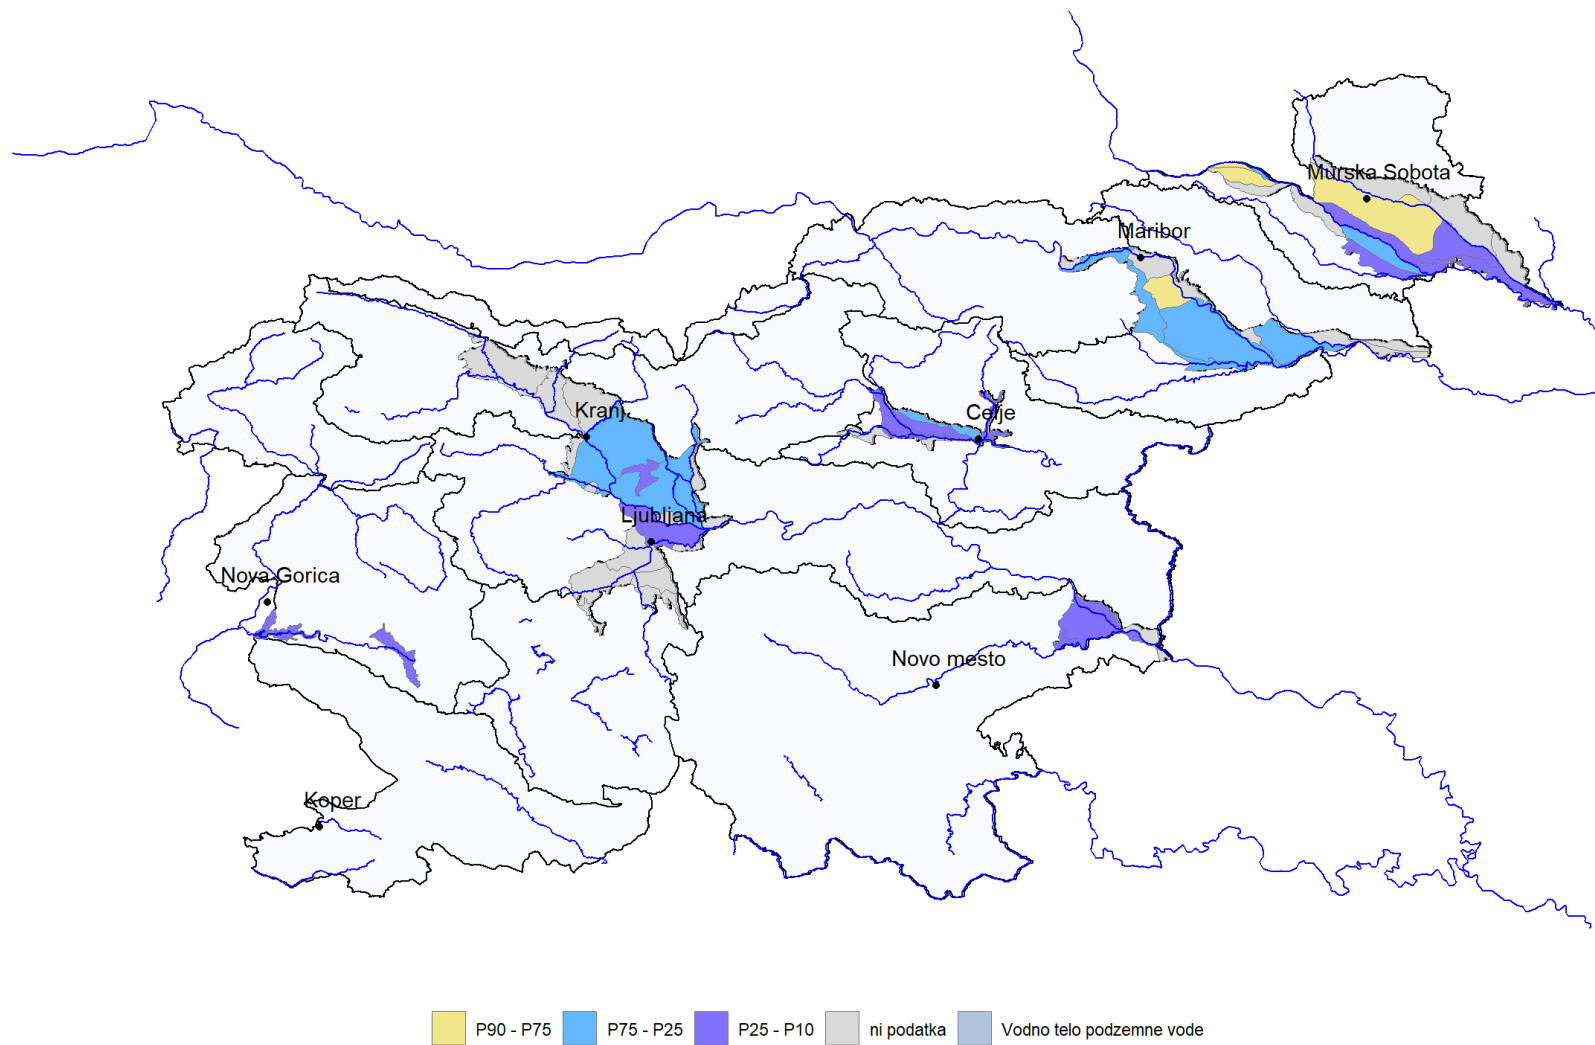 Murska Sobota
Maribor
Kranj
Celje
Ljubljana
Nova Gorica
Novo mesto
Koper
P90 - P75
P75 - P25
P25 - P10
ni podatka
Vodno telo podzemne vode